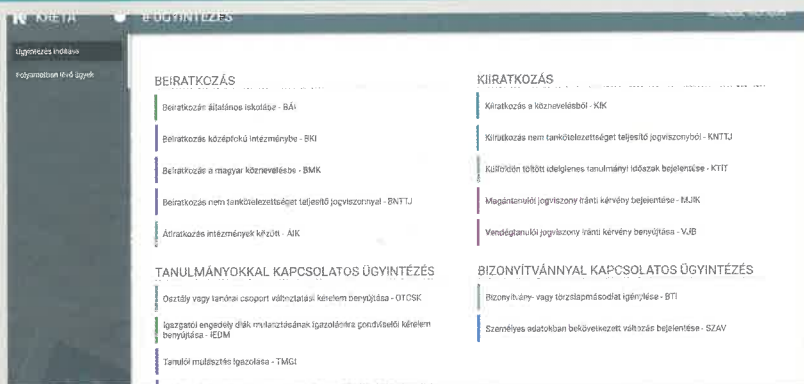 KRÉTA
e-ÜGYINTÉZÉS
Ügyintézés indítása
Folyamatban lévő ügyek
BEIRATKOZÁS
Beiratkozás általános iskolába - BÁI
Beiratkozás középfokú intézménybe - BKI
Beiratkozás a magyar köznevelésbe - BMK
Beiratkozás nem tankötelezettséget teljesítő jogviszonnyal - BNTTJ
Átiratkozás intézmények között - ÁIK
TANULMÁNYOKKAL KAPCSOLATOS ÜGYINTÉZÉS
Osztály vagy tanórai csoport változtatási kérelem benyújtása - OTCSK
Igazgatói engedély diák mulasztásának igazolására gondviselői kérelem
benyújtása - IEDM
Tanulói mulasztás igazolása - TMGI
KIIRATKOZÁS
Kiiratkozás a köznevelésből - KIK
Kiiratkozás nem tankötelezettséget teljesítő jogviszonyból - KNTTJ
Külföldön töltött ideiglenes tanulmányi időszak bejelentése - KTIT
Magántanulói jogviszony iránti kérvény bejelentése - MJIK
Vendégtanulói jogviszony iránti kérvény benyújtása - VJB
BIZONYÍTVÁNNYAL KAPCSOLATOS ÜGYINTÉZÉS
Bizonyítvány- vagy törzslapmásodlat igénylése - BTI
Személyes adatokban bekövetkezett változás bejelentése - SZAV